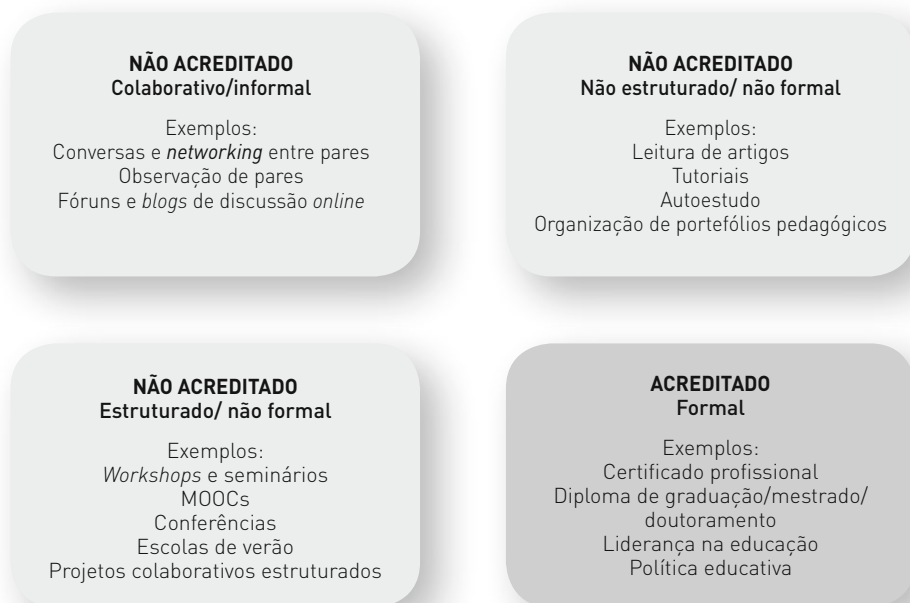 NÃO ACREDITADO
Colaborativo/informal
Exemplos:
Conversas e networking entre pares
Observação de pares
Fóruns e blogs de discussão online
NÃO ACREDITADO
Não estruturado/ não formal
Exemplos:
Leitura de artigos
Tutoriais
Autoestudo
Organização de portefólios pedagógicos
NÃO ACREDITADO
Estruturado/ não formal
Exemplos:
Workshops e seminários
MOOCs
Conferências
Escolas de verão
Projetos colaborativos estruturados
ACREDITADO
Formal
Exemplos:
Certificado profissional
Diploma de graduação/mestrado/
doutoramento
Liderança na educação
Política educativa